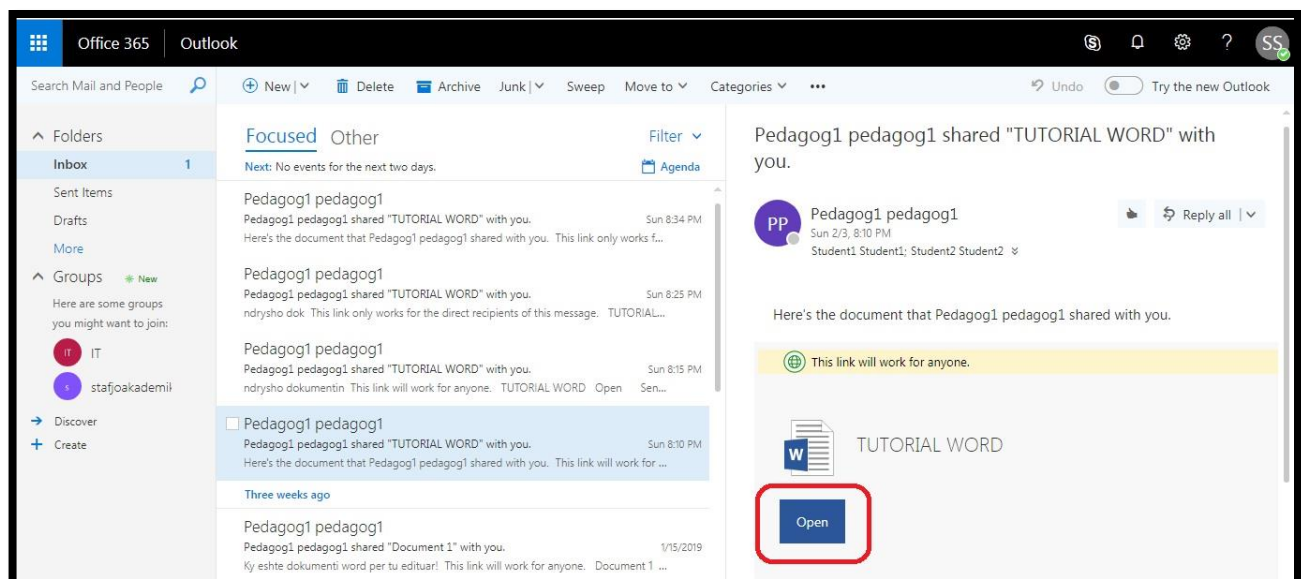 Office 365 Outlook
SS
Search Mail and People
New Delete Archive Junk Sweep Move to Categories ••• Undo Try the new Outlook
Folders
Inbox 1
Sent Items
Drafts
More
Groups New
Here are some groups
you might want to join:
IT IT
s stafjoakademik
Discover
Create
Focused Other Filter
Next: No events for the next two days. Agenda
Pedagog1 pedagog1
Pedagog1 pedagog1 shared "TUTORIAL WORD" with you. Sun 8:34 PM
Here's the document that Pedagog1 pedagog1 shared with you. This link only works f...
Pedagog1 pedagog1
Pedagog1 pedagog1 shared "TUTORIAL WORD" with you. Sun 8:25 PM
ndrysho dok This link only works for the direct recipients of this message. TUTORIAL...
Pedagog1 pedagog1
Pedagog1 pedagog1 shared "TUTORIAL WORD" with you. Sun 8:15 PM
ndrysho dokumentin This link will work for anyone. TUTORIAL WORD Open Sen...
Pedagog1 pedagog1
Pedagog1 pedagog1 shared "TUTORIAL WORD" with you. Sun 8:10 PM
Here's the document that Pedagog1 pedagog1 shared with you. This link will work for ...
Three weeks ago
Pedagog1 pedagog1
Pedagog1 pedagog1 shared "Document 1" with you. 1/15/2019
Ky eshte dokumenti word per tu edituar! This link will work for anyone. Document 1 ...
Pedagog1 pedagog1 shared "TUTORIAL WORD" with
you.
PP Pedagog1 pedagog1 Reply all
Sun 2/3, 8:10 PM
Student1 Student1; Student2 Student2
Here's the document that Pedagog1 pedagog1 shared with you.
This link will work for anyone.
W TUTORIAL WORD
Open